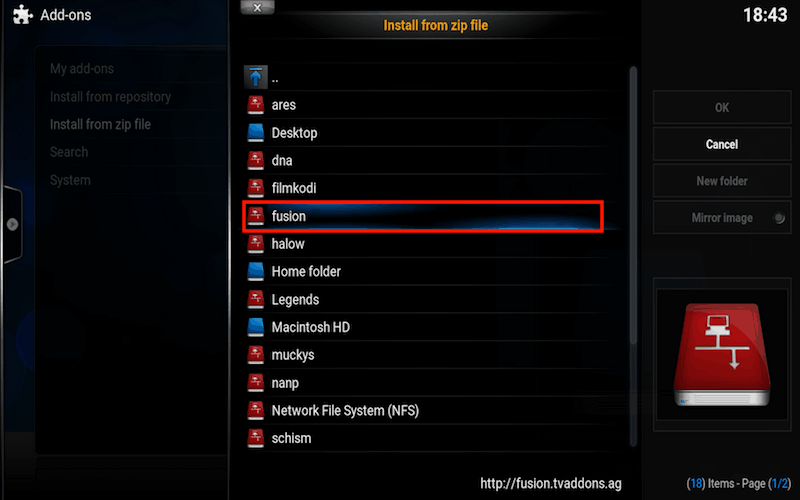 Add-ons
x
Install from zip file
18:43
My add-ons
Install from repository
Install from zip file
Search
System
..
ares
Desktop
dna
filmkodi
fusion
halow
Home folder
Legends
Macintosh HD
muckys
nanp
Network File System (NFS)
schism
OK
Cancel
New folder
Mirror image
http://fusion.tvaddons.ag
(18) Items - Page (1/2)